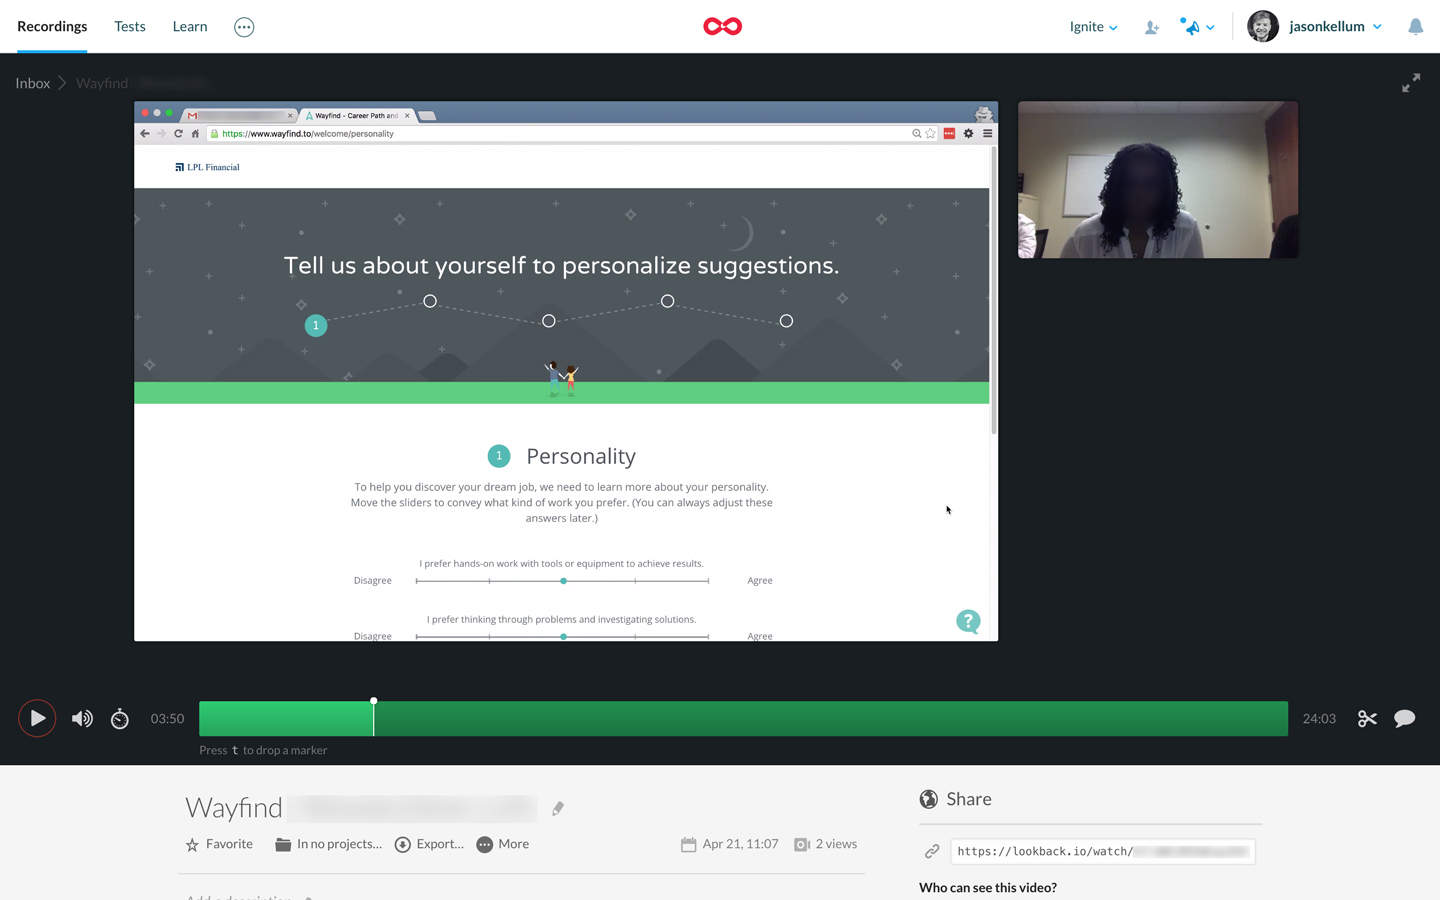 Recordings Tests Learn
Ignite jasonkellum
Inbox Wayfind
Wayfind - Career Path and
https://www.wayfind.to/welcome/personality
LPL Financial
Tell us about yourself to personalize suggestions.
1
1 Personality
To help you discover your dream job, we need to learn more about your personality.
Move the sliders to convey what kind of work you prefer. (You can always adjust these
answers later.)
I prefer hands-on work with tools or equipment to achieve results.
Disagree Agree
I prefer thinking through problems and investigating solutions.
Disagree Agree
?
03:50 24:03
Press t to drop a marker
Wayfind
Favorite In no projects... Export... More Apr 21, 11:07 2 views
Add a description
Share
https://lookback.io/watch/
Who can see this video?